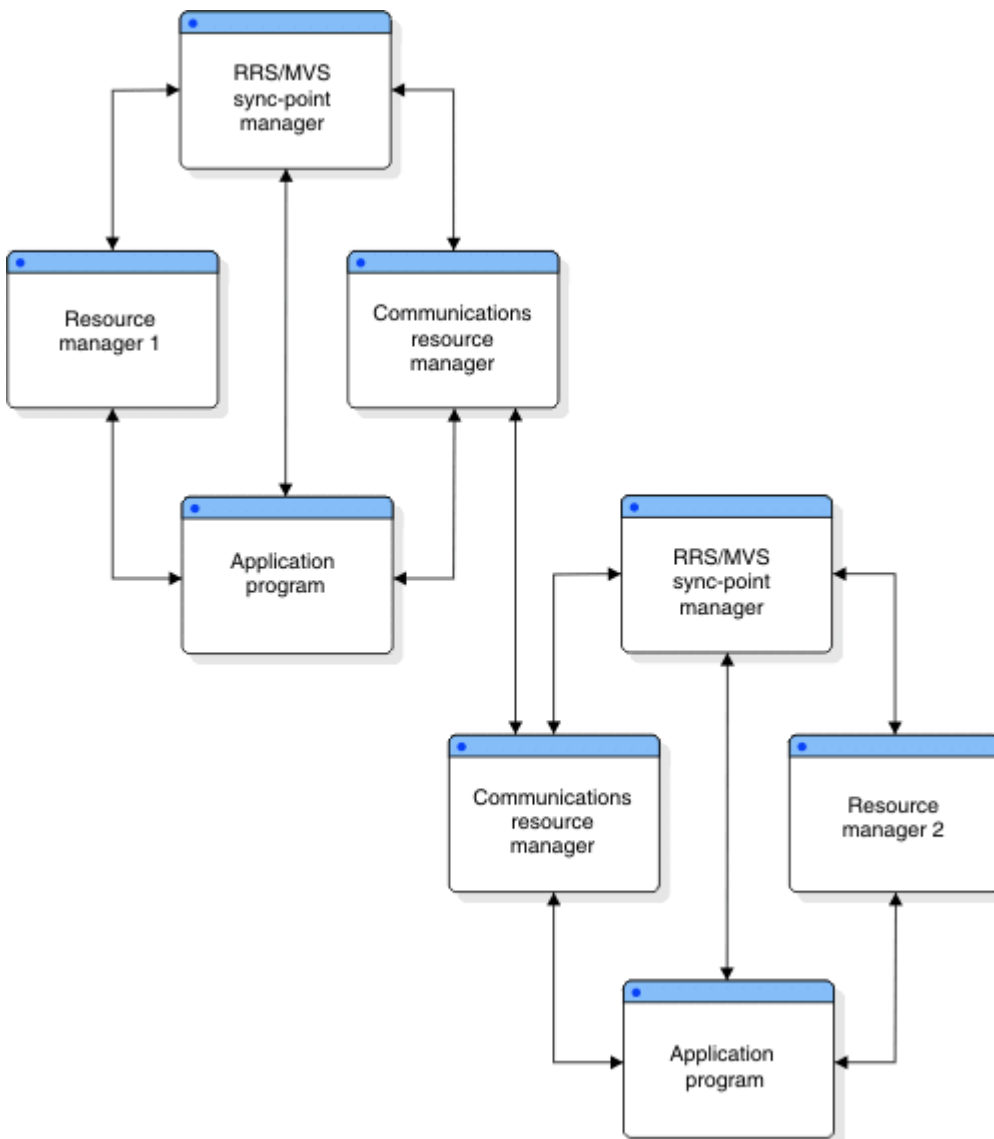 RRS/MVS
sync-point
manager
Resource
manager 1
Communications
resource
manager
Application
program
RRS/MVS
sync-point
manager
Communications
resource
manager
Resource
manager 2
Application
program